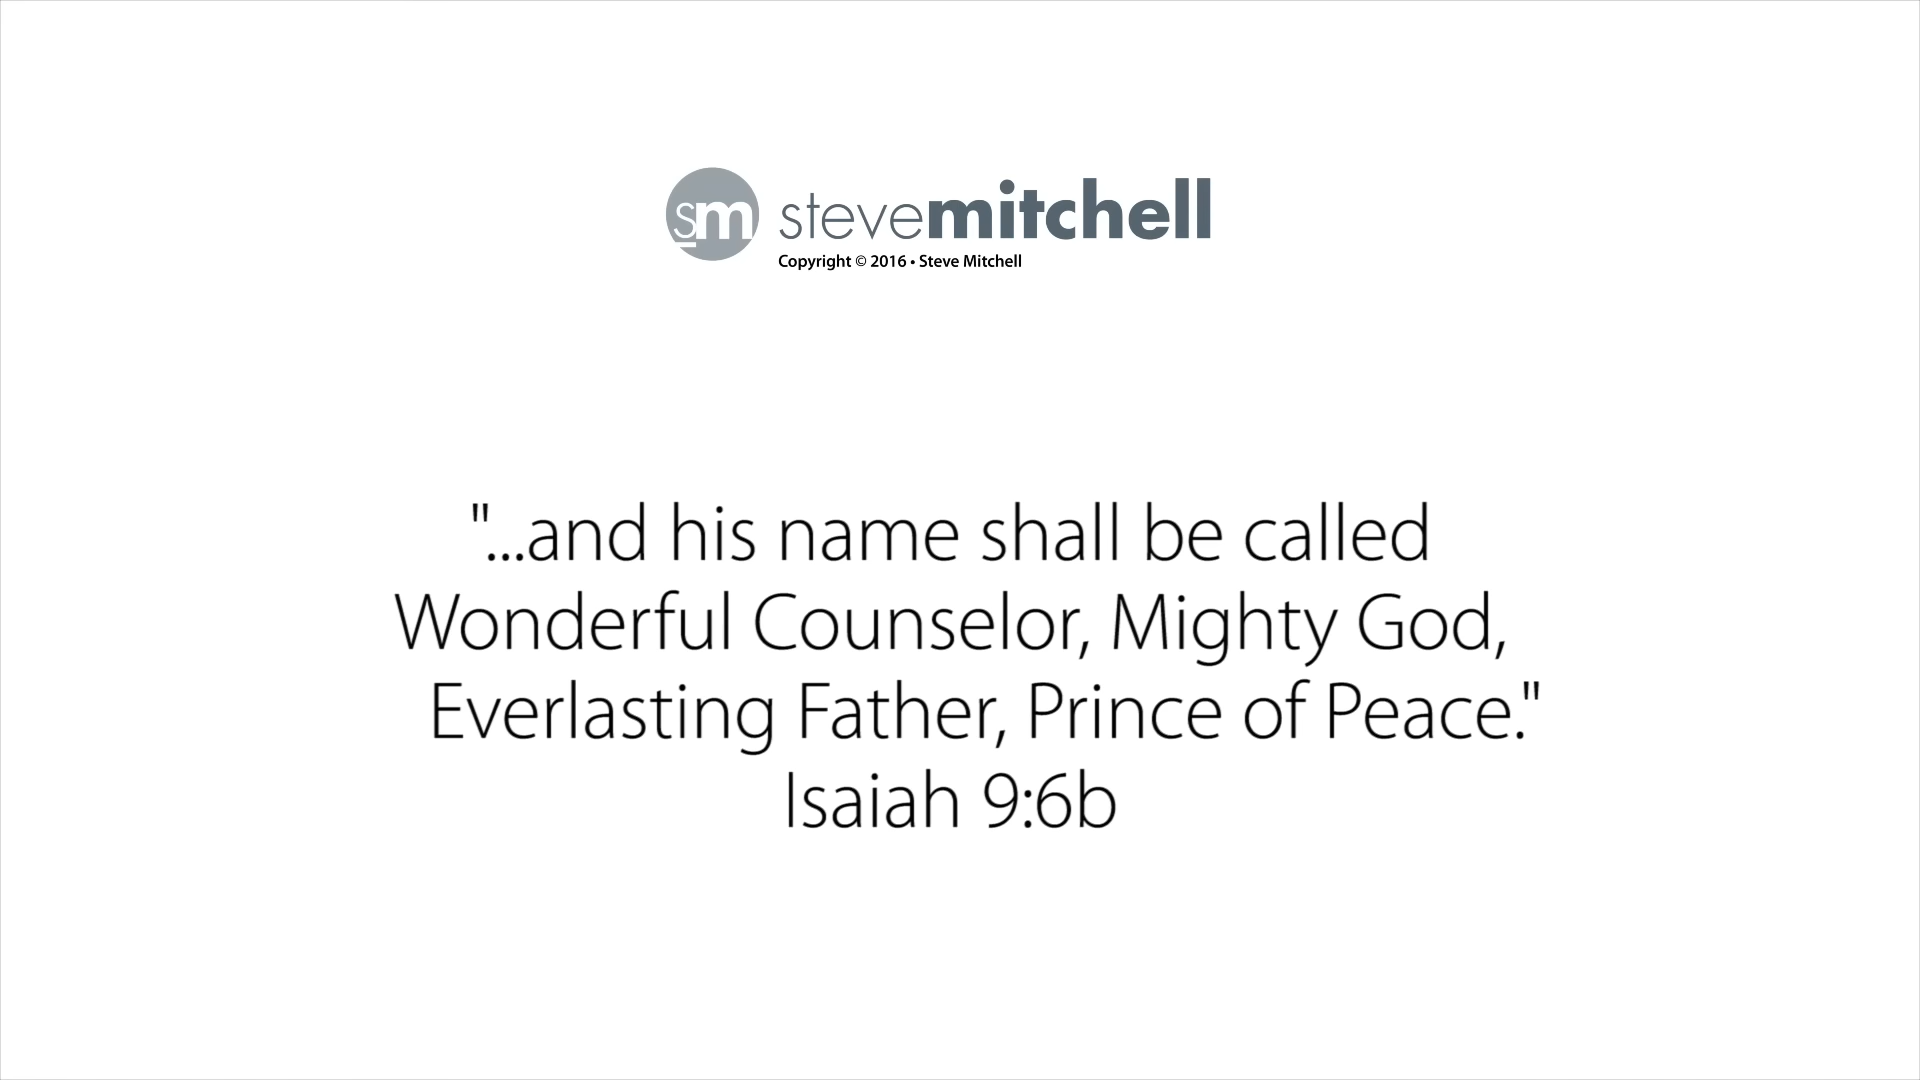 sm stevemitchell
Copyright © 2016 • Steve Mitchell
"...and his name shall be called
Wonderful Counselor, Mighty God,
Everlasting Father, Prince of Peace."
Isaiah 9:6b